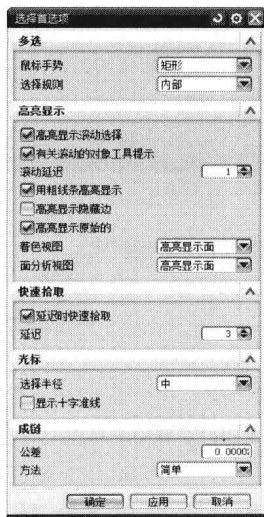 选择首选项
多选
鼠标手势 矩形
选择规则 内部
高亮显示
高亮显示滚动选择
有关滚动的对象工具提示
滚动延迟 1
用粗线条高亮显示
高亮显示隐藏边
高亮显示原始的
着色视图 高亮显示面
面分析视图 高亮显示面
快速拾取
延迟时快速拾取
延迟 3
光标
选择半径 中
显示十字准线
成链
公差 0.0000
方法 简单
确定 应用 取消